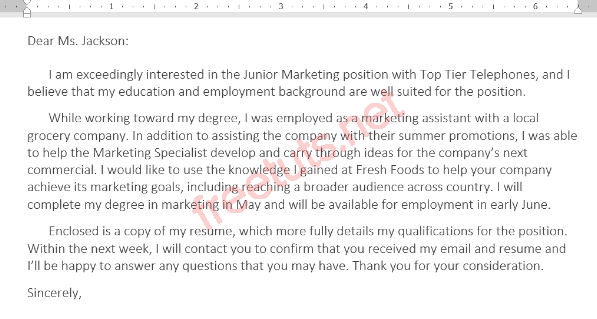 1 2 3 4 5 6
Dear Ms. Jackson:
I am exceedingly interested in the Junior Marketing position with Top Tier Telephones, and I
believe that my education and employment background are well suited for the position.
While working toward my degree, I was employed as a marketing assistant with a local
grocery company. In addition to assisting the company with their summer promotions, I was able
to help the Marketing Specialist develop and carry through ideas for the company's next
commercial. I would like to use the knowledge I gained at Fresh Foods to help your company
achieve its marketing goals, including reaching a broader audience across country. I will
complete my degree in marketing in May and will be available for employment in early June.
Enclosed is a copy of my resume, which more fully details my qualifications for the position.
Within the next week, I will contact you to confirm that you received my email and resume and
I'll be happy to answer any questions that you may have. Thank you for your consideration.
Sincerely,
freetuts.net